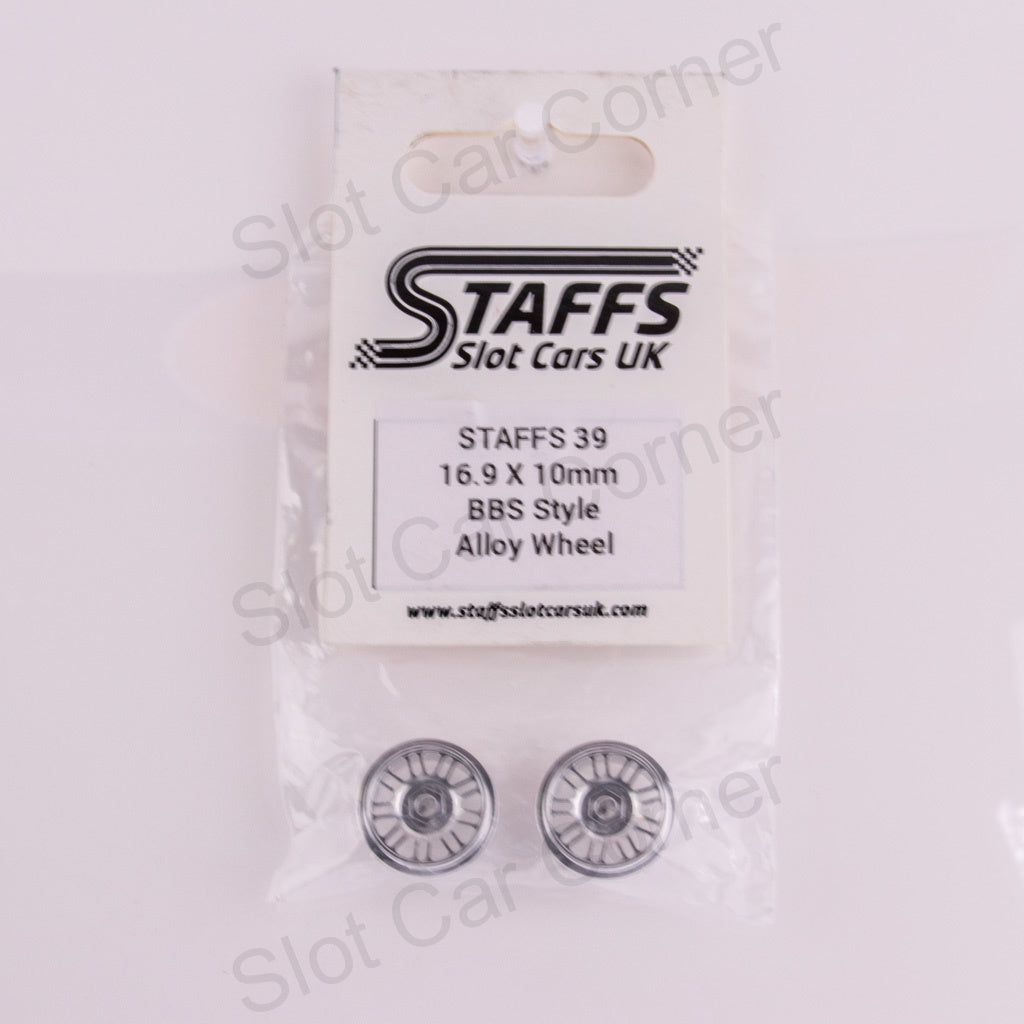 Slot Car Corner
STAFFS
Slot Cars UK
STAFFS 39
16.9 X 10mm
BBS Style
Alloy Wheel
Slot Car Corner
www.staffsslotcarsuk.com
Slot Car Corner